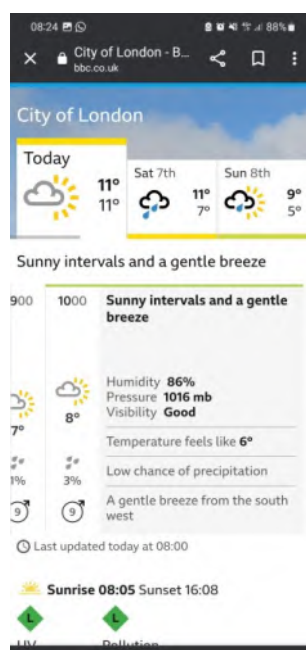 08:24 88%
City of London - B...
bbc.co.uk
City of London
Today
11°
11°
Sat 7th
11°
7°
Sun 8th
9°
5°
Sunny intervals and a gentle breeze
900
7°
1%
9
1000
8°
3%
9
Sunny intervals and a gentle
breeze
Humidity 86%
Pressure 1016 mb
Visibility Good
Temperature feels like 6°
Low chance of precipitation
A gentle breeze from the south
west
Last updated today at 08:00
Sunrise 08:05 Sunset 16:08
L
UV
L
Pollution